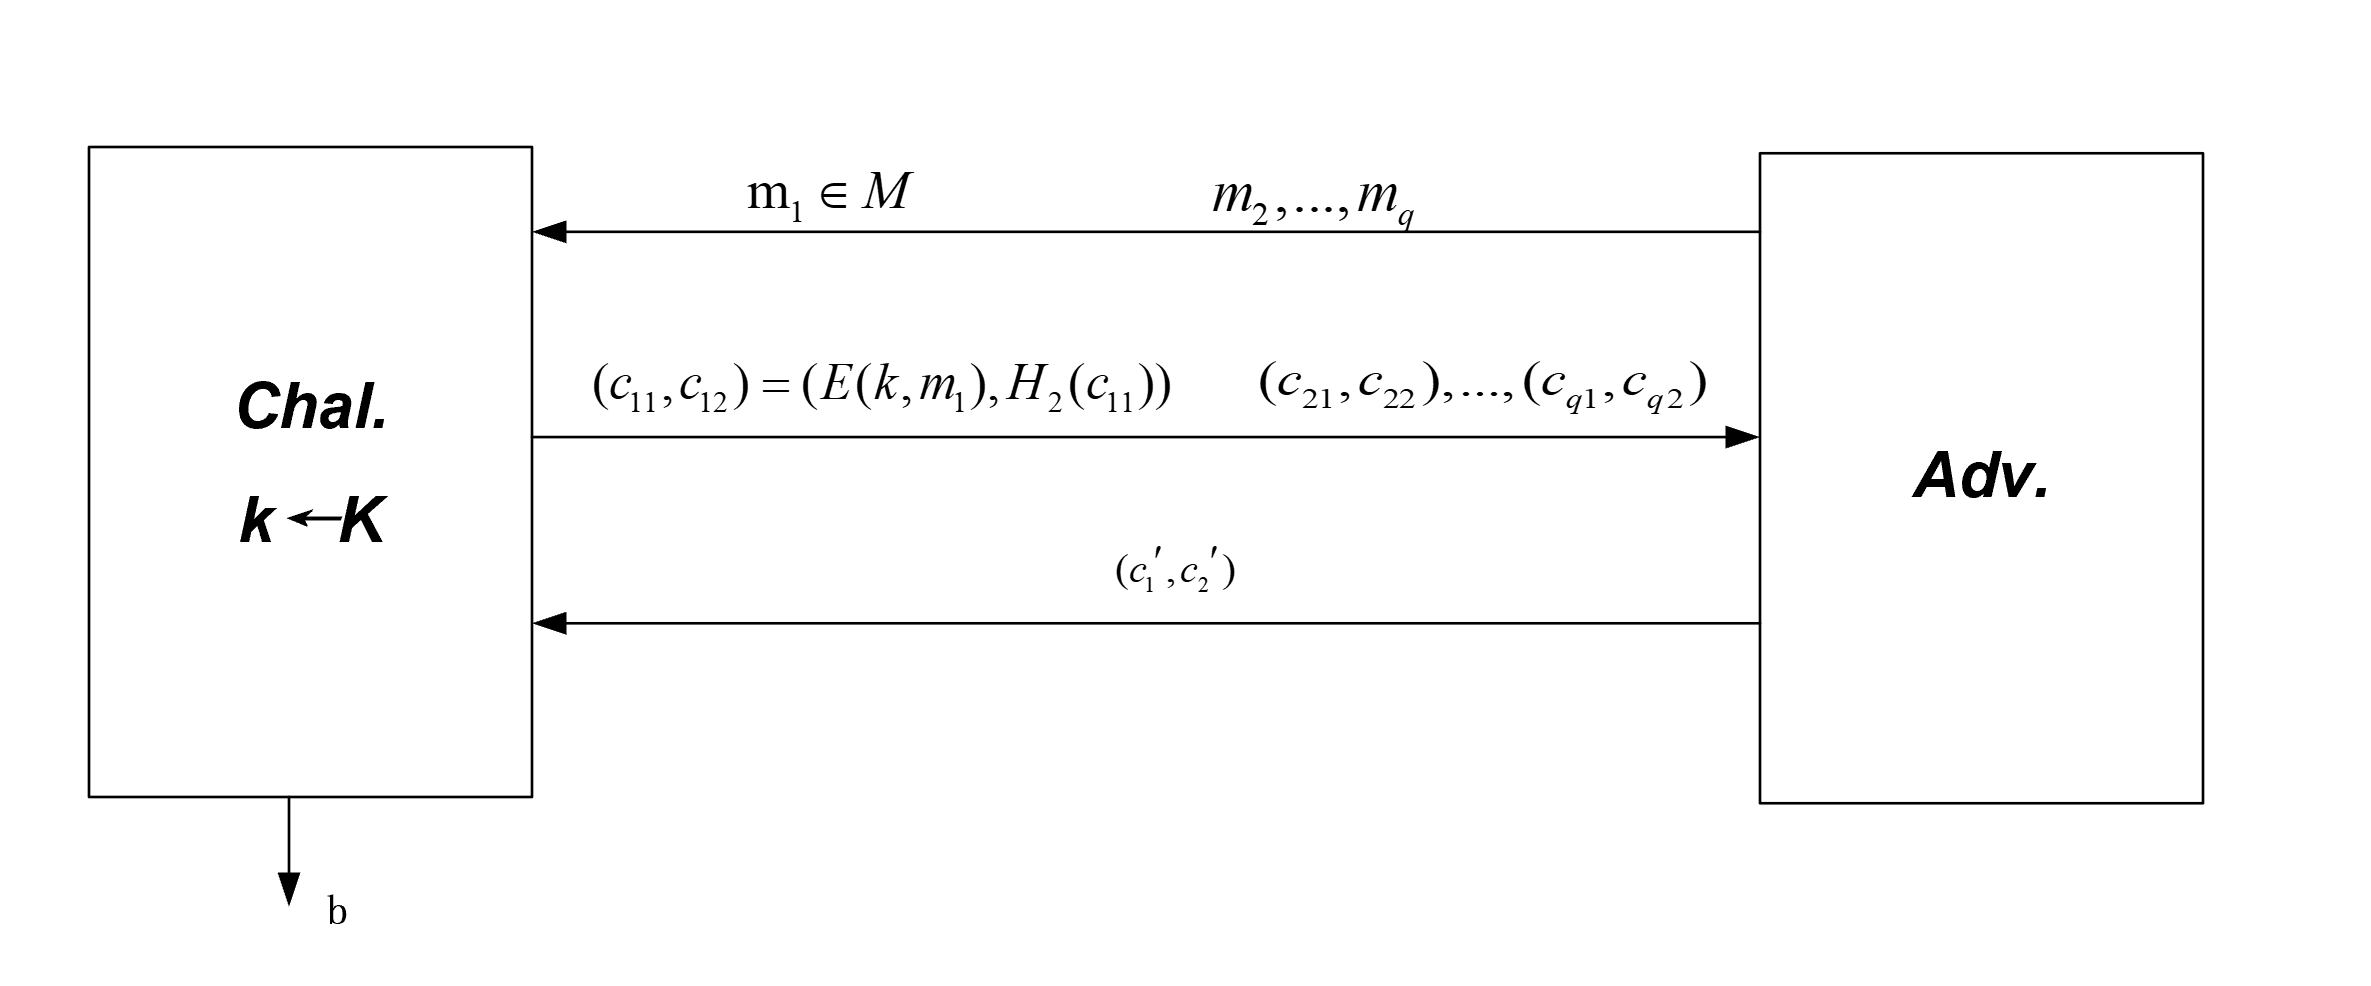 m₁ ∈ M m₂,...,m_q
(c₁₁,c₁₂) = (E(k,m₁),H₂(c₁₁)) (c₂₁,c₂₂),...,(c_q1,c_q2)
Chal.
k←K
Adv.
(c₁′,c₂′)
b